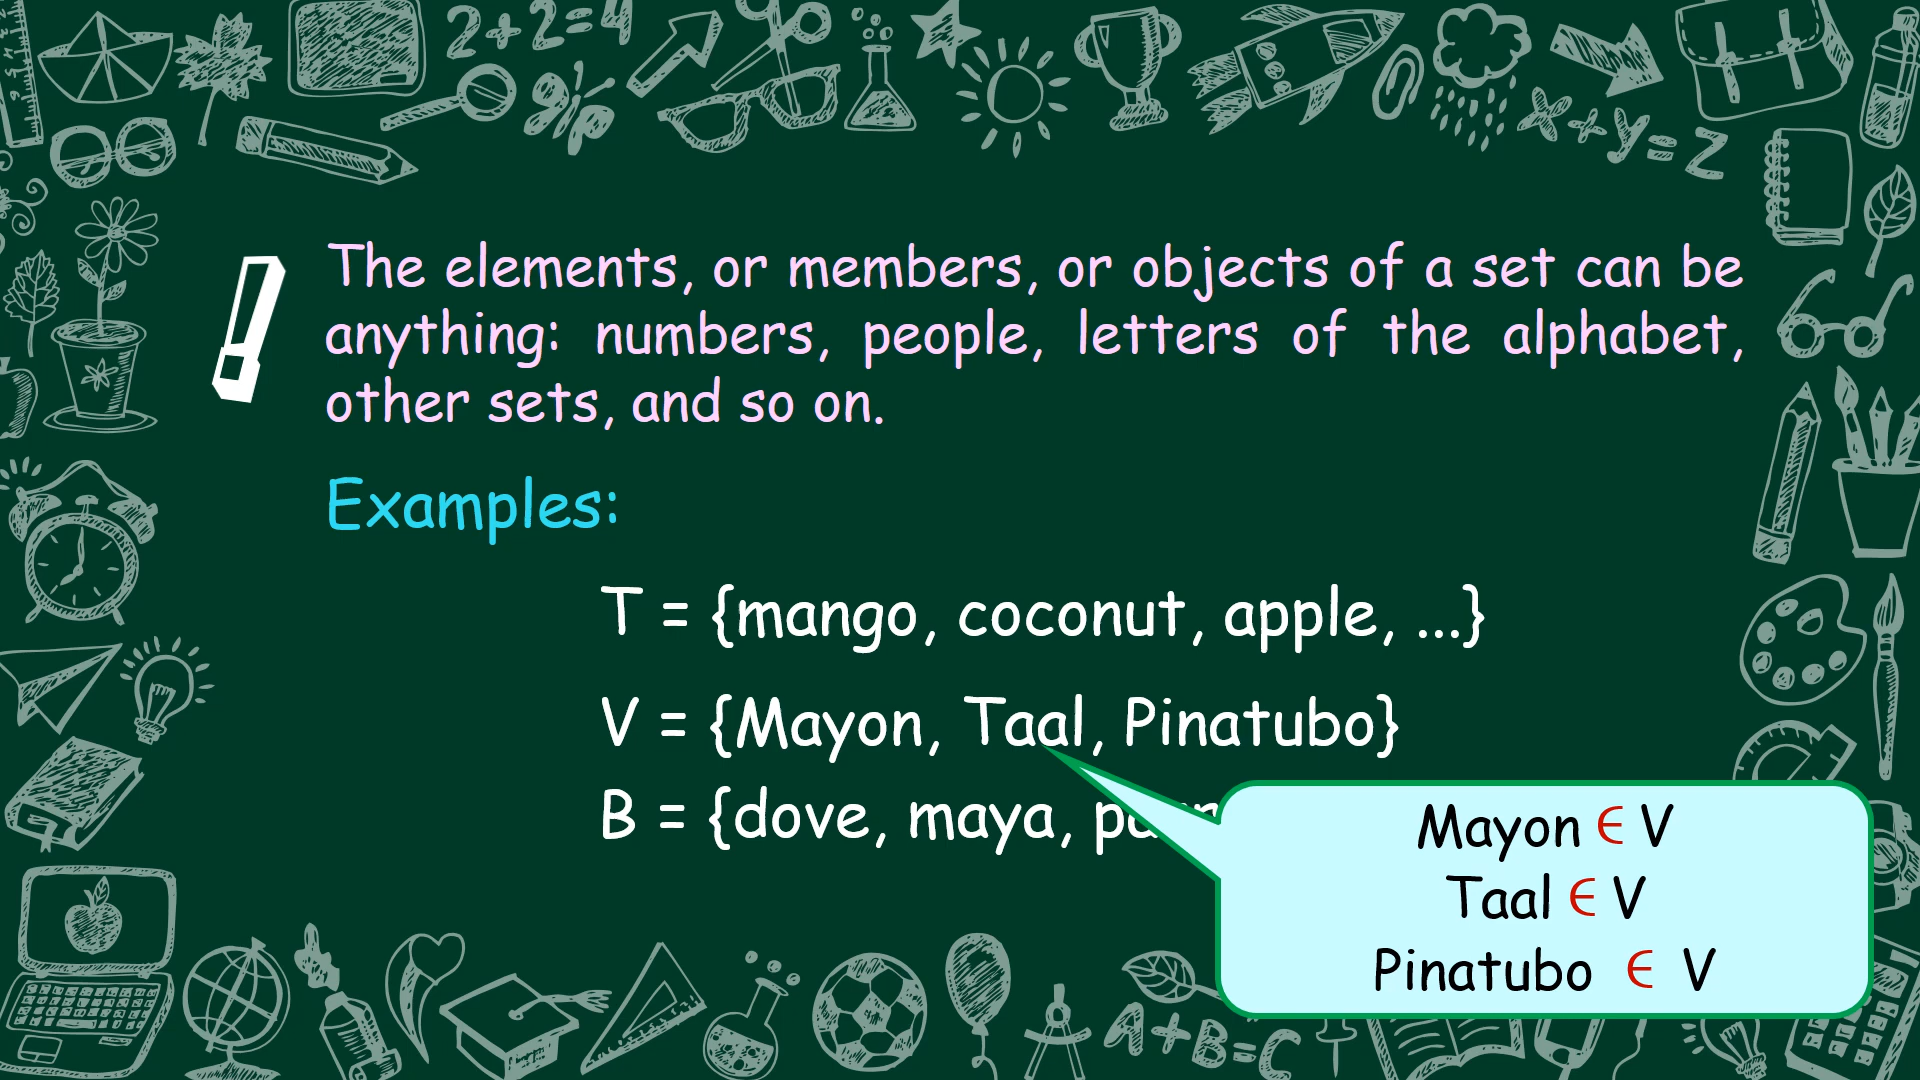 2+2=4
x+y=z
!
The elements, or members, or objects of a set can be
anything: numbers, people, letters of the alphabet,
other sets, and so on.
Examples:
T = {mango, coconut, apple, ...}
V = {Mayon, Taal, Pinatubo}
B = {dove, maya,
Mayon ∈ V
Taal ∈ V
Pinatubo ∈ V
A+B=C